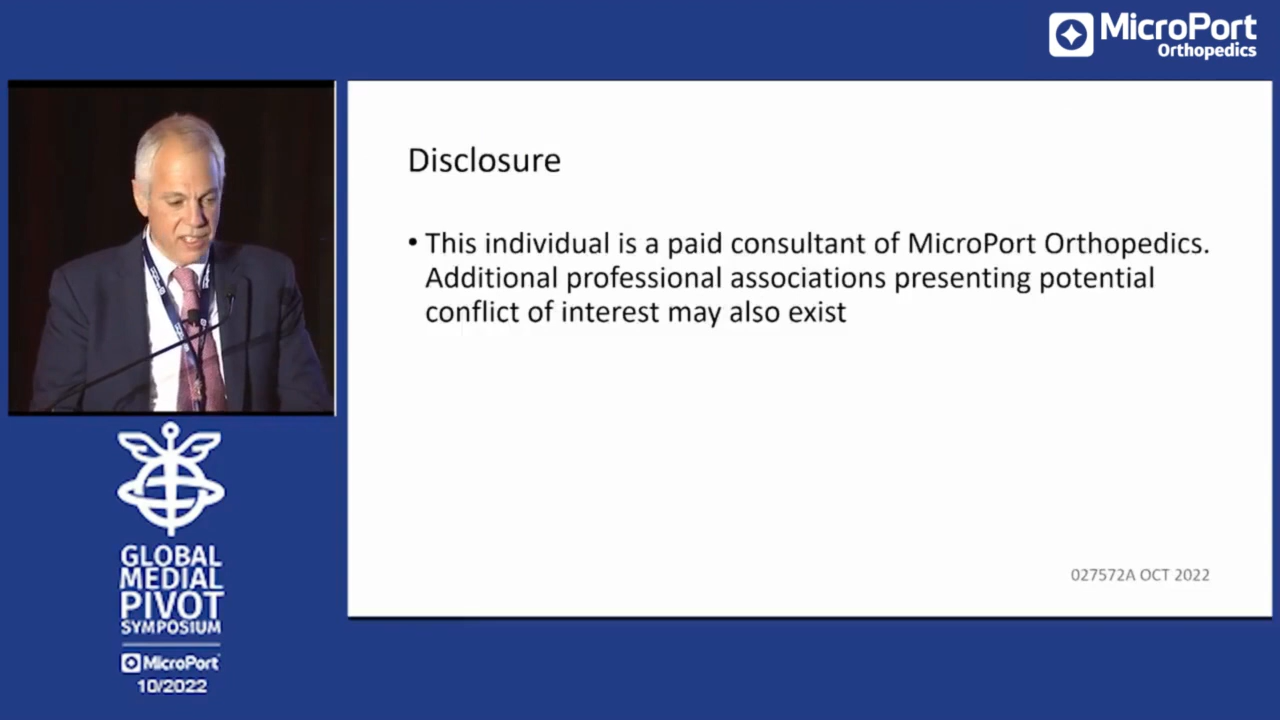 MicroPort
Orthopedics
Disclosure
• This individual is a paid consultant of MicroPort Orthopedics.
Additional professional associations presenting potential
conflict of interest may also exist
027572A OCT 2022
GLOBAL
MEDIAL
PIVOT
SYMPOSIUM
MicroPort
10/2022